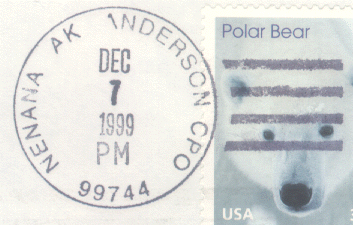 NENANA AK ANDERSON CPO
DEC
7
1999
PM
99744
Polar Bear
USA